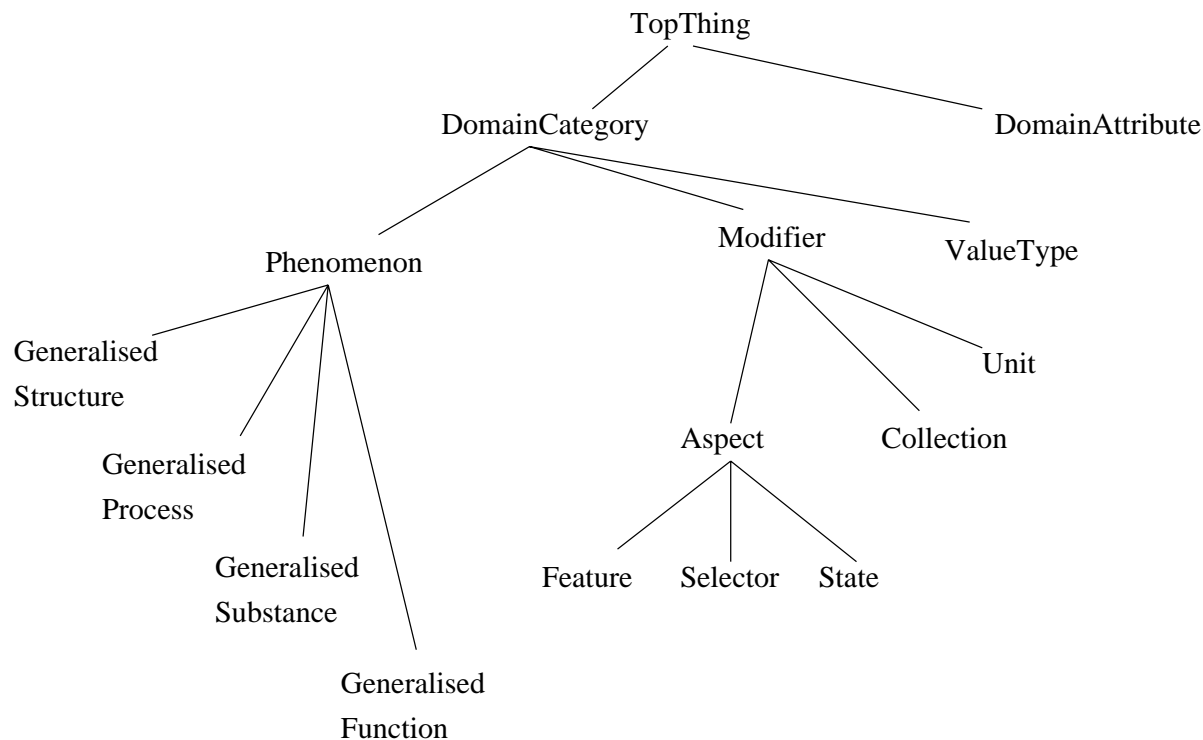 TopThing
DomainCategory
DomainAttribute
Phenomenon
Modifier
ValueType
Generalised
Structure
Unit
Generalised
Process
Aspect
Collection
Generalised
Substance
Feature
Selector
State
Generalised
Function